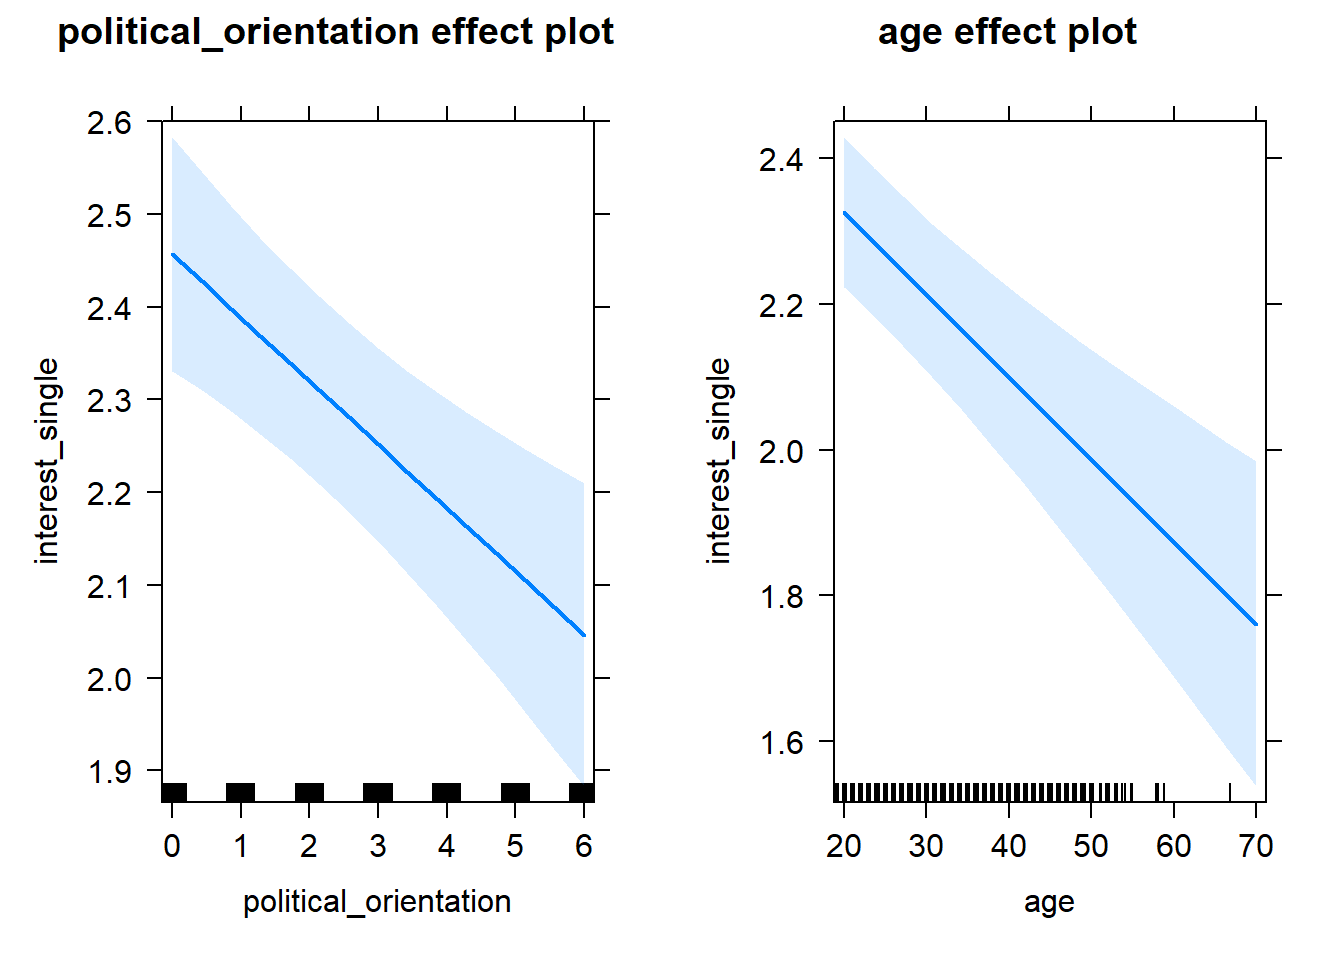 political_orientation effect plot
2.6
2.5
2.4
2.3
2.2
2.1
2.0
1.9
interest_single
0 1 2 3 4 5 6
political_orientation
age effect plot
2.4
2.2
2.0
1.8
1.6
interest_single
20 30 40 50 60 70
age